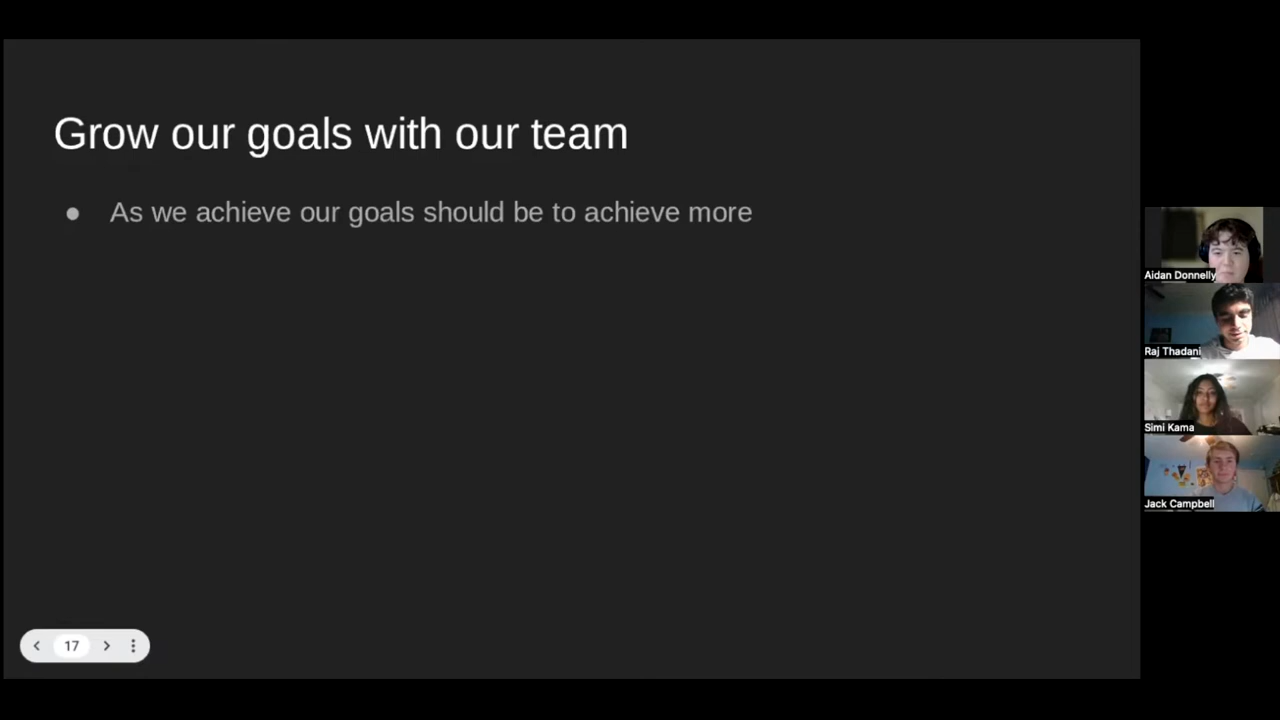 Grow our goals with our team
● As we achieve our goals should be to achieve more
Aidan Donnelly
Raj Thadani
Simi Kama
Jack Campbell
17